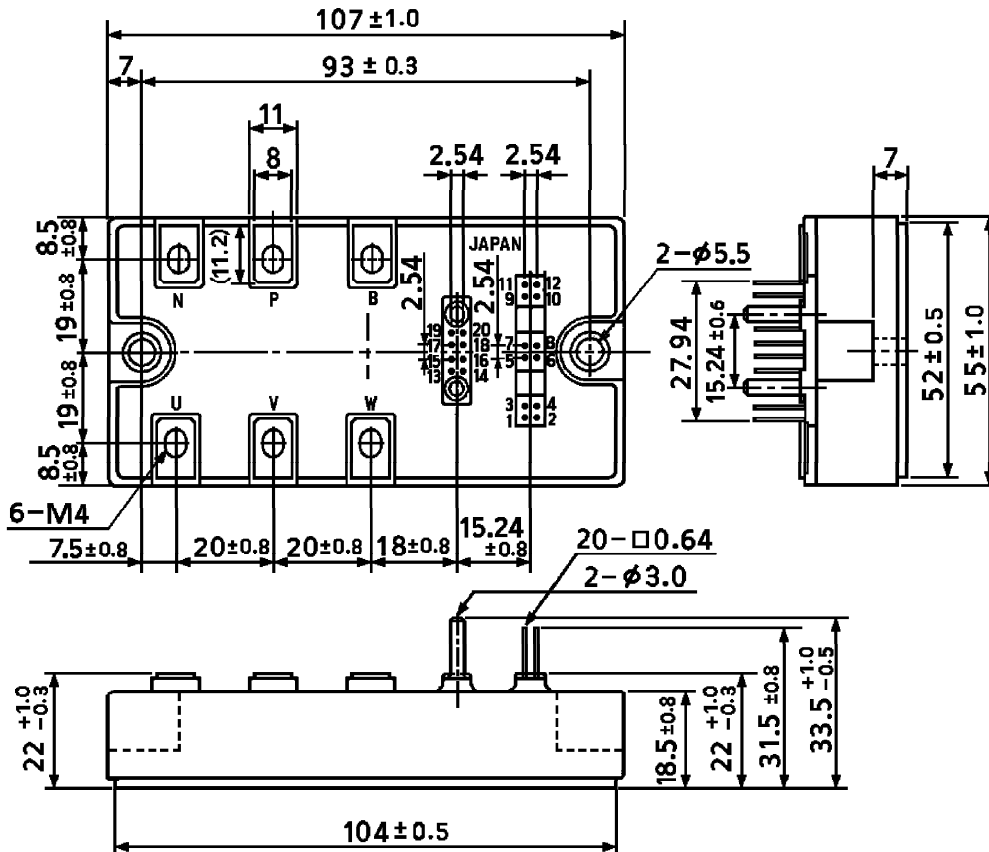 107 ±1.0
7
93 ± 0.3
11
8
2.54
2.54
7
8.5 ±0.8
(11.2)
JAPAN
2-ϕ5.5
N
P
B
2.54
2.54
11 12
9 10
19 ±0.8
19 20
17 18
15 16
13 14
7 8
5 6
3 4
1 2
27.94
15.24 ±0.6
52 ±0.5
55 ±1.0
U
V
W
19 ±0.8
8.5 ±0.8
6-M4
7.5 ±0.8
20 ±0.8
20 ±0.8
18 ±0.8
15.24 ±0.8
20-□0.64
2-ϕ3.0
22 +1.0 -0.3
18.5 ±0.8
22 +1.0 -0.3
31.5 ±0.8
33.5 +1.0 -0.5
104 ±0.5